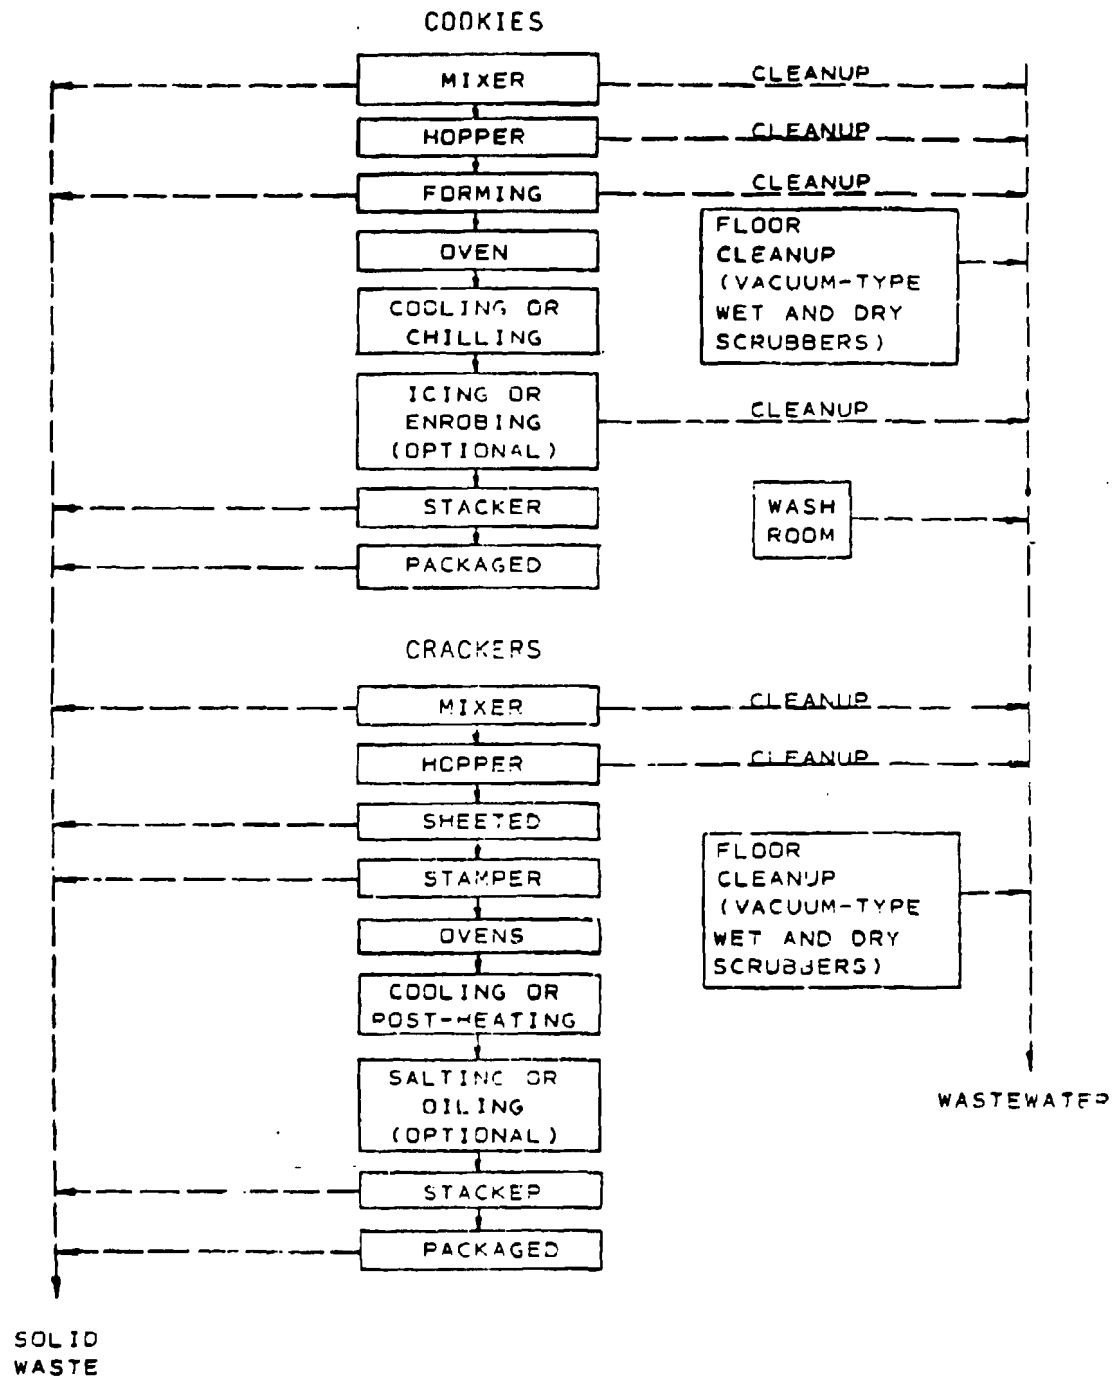 COOKIES
MIXER
CLEANUP
HOPPER
CLEANUP
FORMING
CLEANUP
OVEN
FLOOR
CLEANUP
(VACUUM-TYPE
WET AND DRY
SCRUBBERS)
COOLING OR
CHILLING
ICING OR
ENROBING
(OPTIONAL)
CLEANUP
STACKER
WASH
ROOM
PACKAGED
CRACKERS
MIXER
CLEANUP
HOPPER
CLEANUP
SHEETED
STAMPER
FLOOR
CLEANUP
(VACUUM-TYPE
WET AND DRY
SCRUBBERS)
OVENS
COOLING OR
POST-HEATING
SALTING OR
OILING
(OPTIONAL)
WASTEWATER
STACKER
PACKAGED
SOLID
WASTE